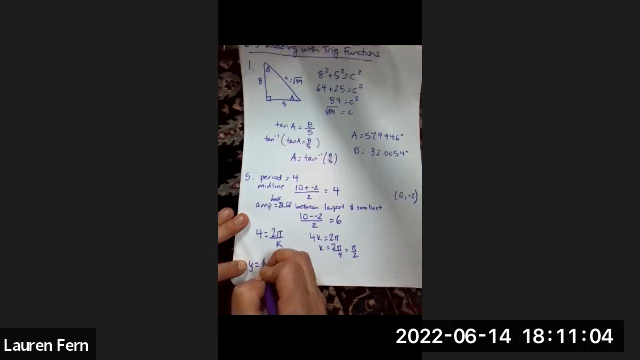 Modeling with Trig Functions
1.
8
5
c=√89
A
B
8² + 5² = c²
64 + 25 = c²
89 = c²
√89 = c
tan A = 8/5
tan⁻¹(tan A = 8/5)
A = tan⁻¹(8/5)
A = 57.9946°
B = 32.0054°
5. period = 4
midline (10 + -2)/2 = 4
(0, -2)
half
amp = diff between largest & smallest
(10 - -2)/2 = 6
4 = 2π/K
4K = 2π
K = 2π/4 = π/2
y =
Lauren Fern
2022-06-14 18:11:04